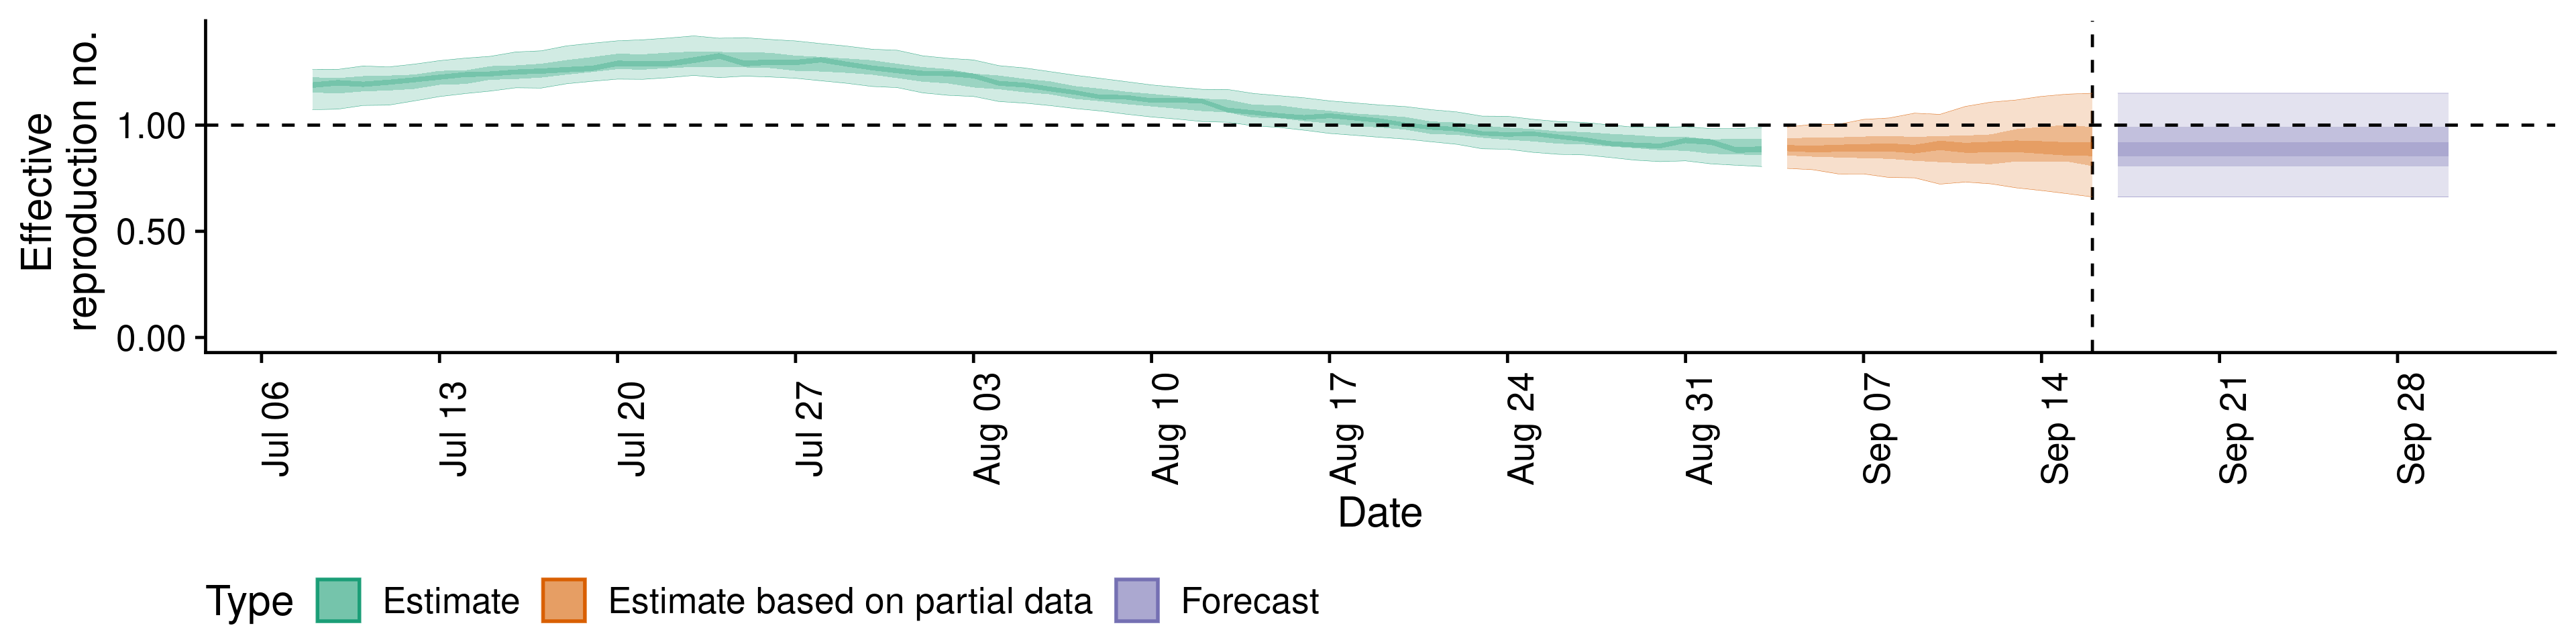 Effective
reproduction no.
1.00
0.50
0.00
Jul 06
Jul 13
Jul 20
Jul 27
Aug 03
Aug 10
Aug 17
Aug 24
Aug 31
Sep 07
Sep 14
Sep 21
Sep 28
Date
Type
Estimate
Estimate based on partial data
Forecast